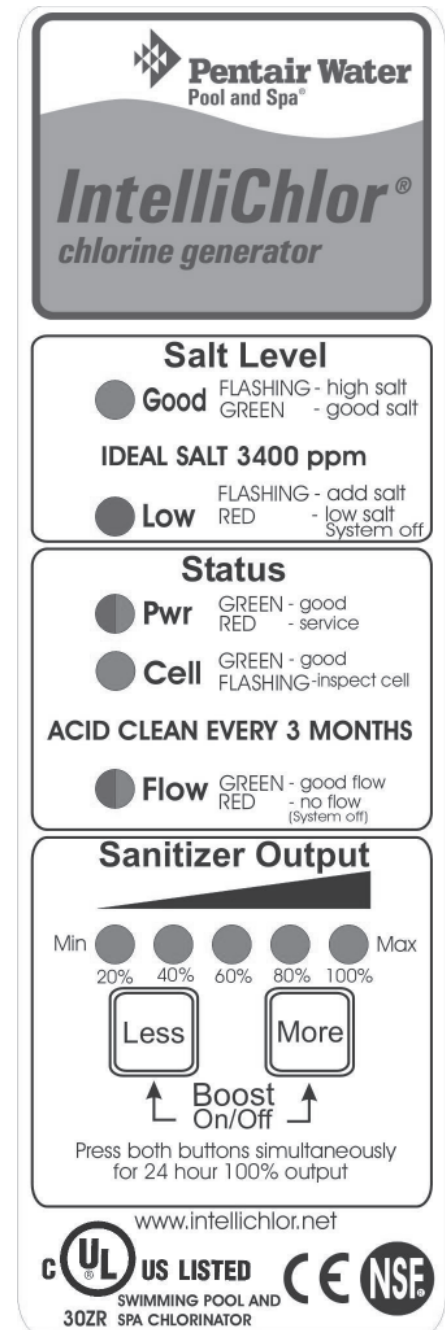 Pentair Water
Pool and Spa®
IntelliChlor®
chlorine generator
Salt Level
Good FLASHING - high salt
GREEN - good salt
IDEAL SALT 3400 ppm
Low FLASHING - add salt
RED - low salt
System off
Status
Pwr GREEN - good
RED - service
Cell GREEN - good
FLASHING -inspect cell
ACID CLEAN EVERY 3 MONTHS
Flow GREEN - good flow
RED - no flow
(System off)
Sanitizer Output
Min Max
20% 40% 60% 80% 100%
Less More
Boost
On/Off
Press both buttons simultaneously
for 24 hour 100% output
www.intellichlor.net
C UL® US LISTED CE NSF®
SWIMMING POOL AND
30ZR SPA CHLORINATOR